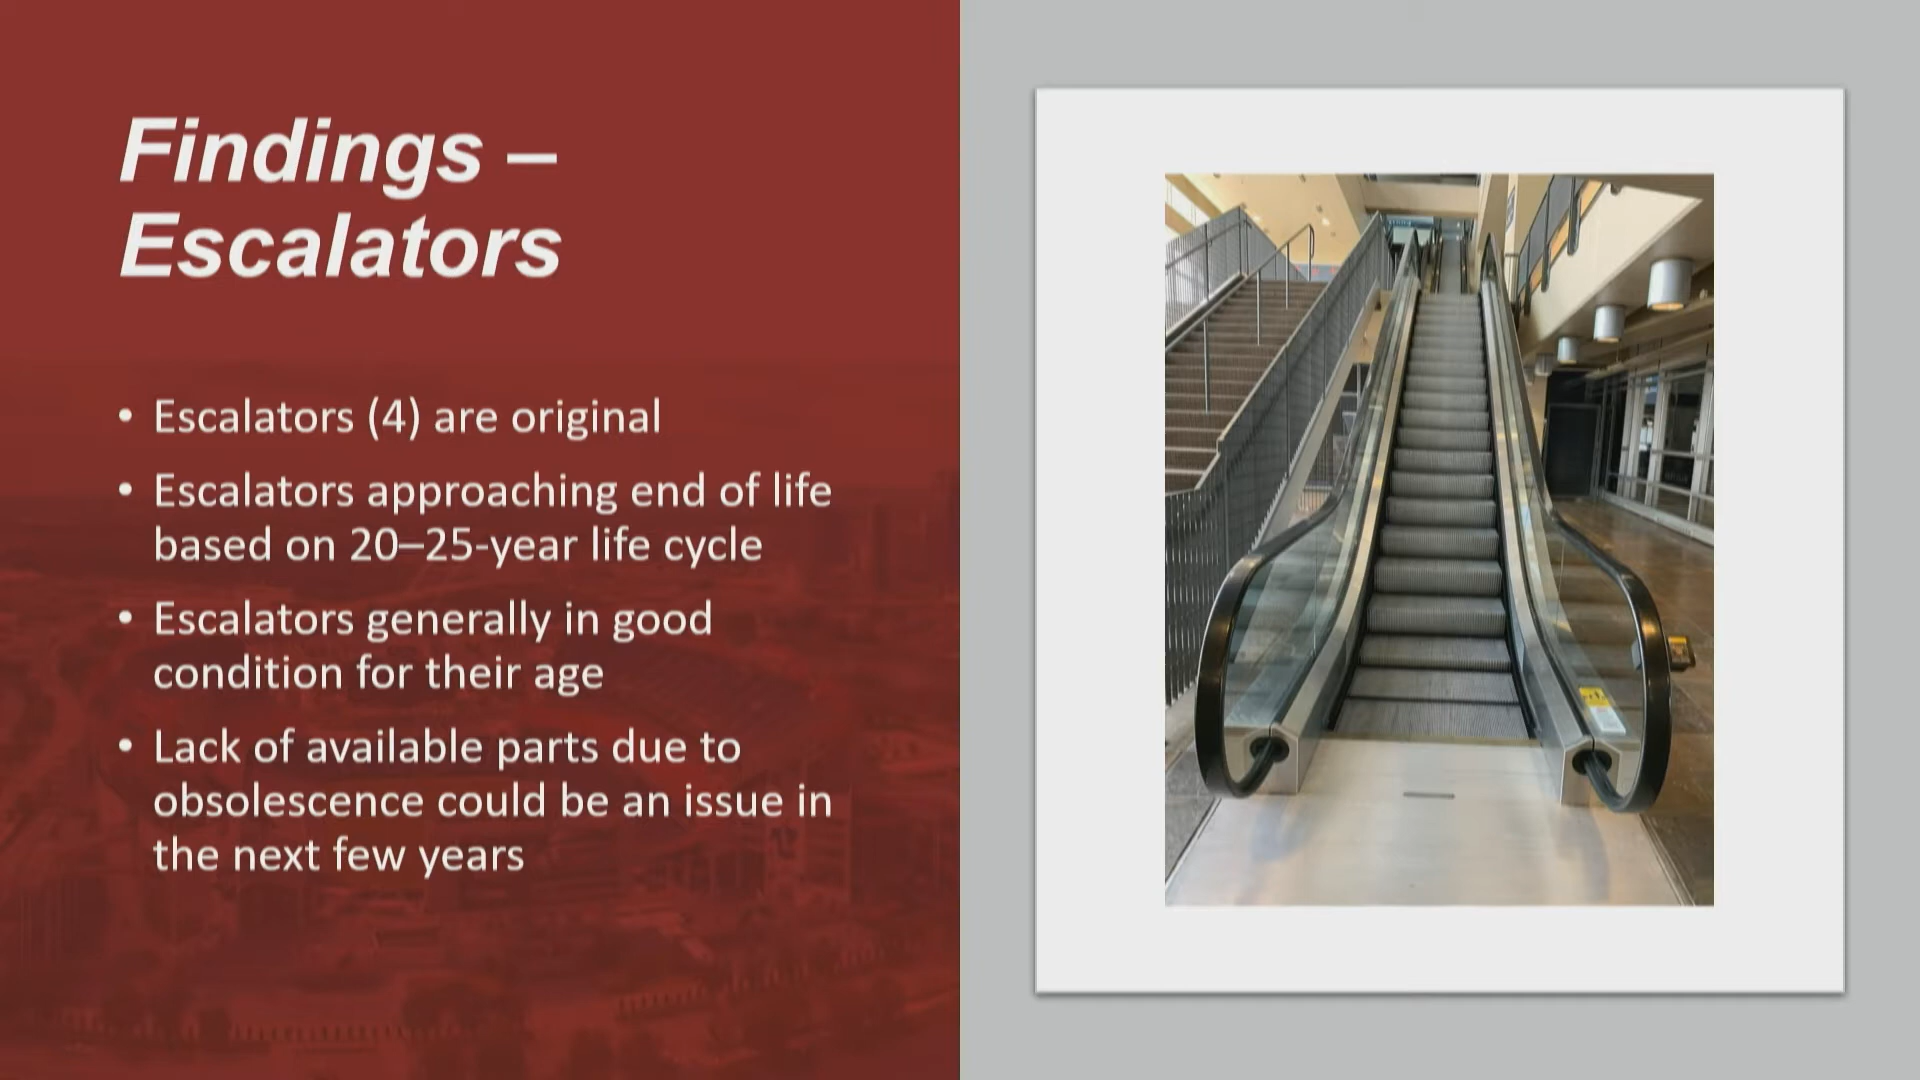 Findings –
Escalators
• Escalators (4) are original
• Escalators approaching end of life
based on 20–25-year life cycle
• Escalators generally in good
condition for their age
• Lack of available parts due to
obsolescence could be an issue in
the next few years